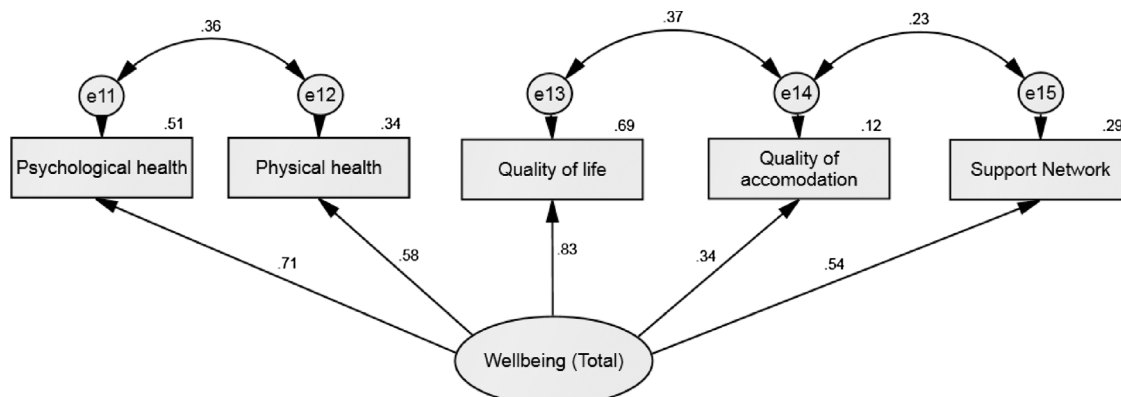 .36
.37
.23
e11
e12
e13
e14
e15
.51
.34
.69
.12
.29
Psychological health
Physical health
Quality of life
Quality of
accomodation
Support Network
.71
.58
.83
.34
.54
Wellbeing (Total)